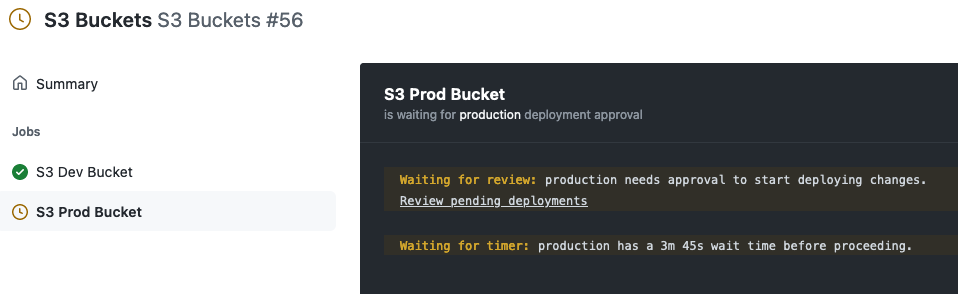 S3 Buckets S3 Buckets #56
Summary
Jobs
S3 Dev Bucket
S3 Prod Bucket
S3 Prod Bucket
is waiting for production deployment approval
Waiting for review: production needs approval to start deploying changes.
Review pending deployments
Waiting for timer: production has a 3m 45s wait time before proceeding.